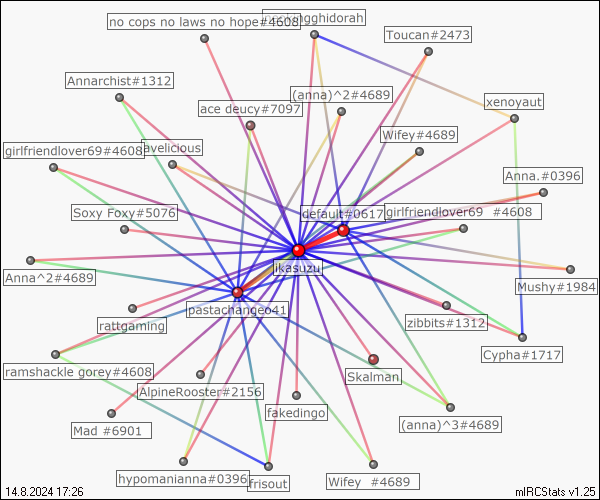 no cops no laws no hope#4608
ghidorah
Toucan#2473
Annarchist#1312
(anna)^2#4689
xenoyaut
ace deucy#7097
Wifey#4689
girlfriendlover69#4608
avelicious
Anna.#0396
Soxy Foxy#5076
default#0617
girlfriendlover69 #4608
ikasuzu
Anna^2#4689
Mushy#1984
pastachangeo41
rattgaming
zibbits#1312
Cypha#1717
ramshackle gorey#4608
Skalman
AlpineRooster#2156
fakedingo
(anna)^3#4689
Mad #6901
hypomanianna#0396
frisout
Wifey #4689
14.8.2024 17:26
mIRCStats v1.25